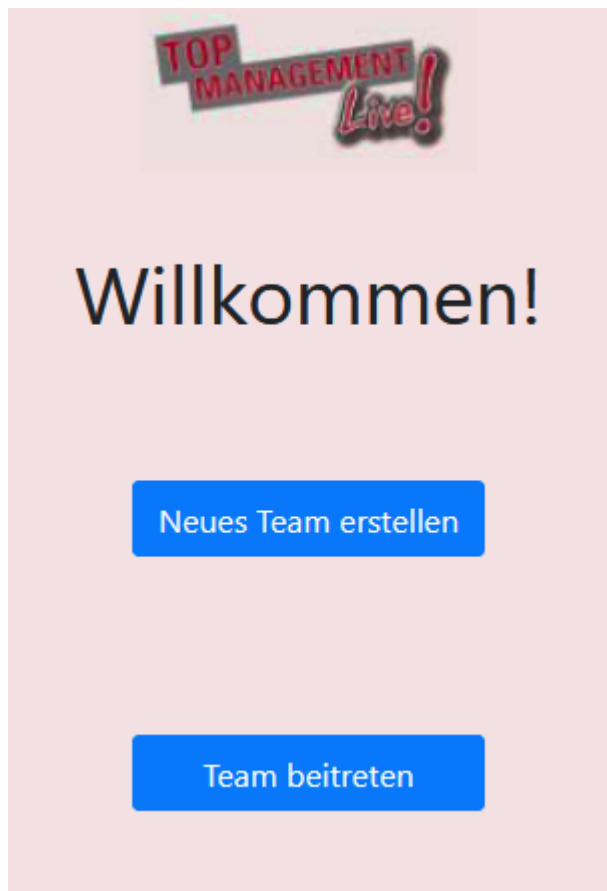 TOP
MANAGEMENT
Live!
Willkommen!
Neues Team erstellen
Team beitreten